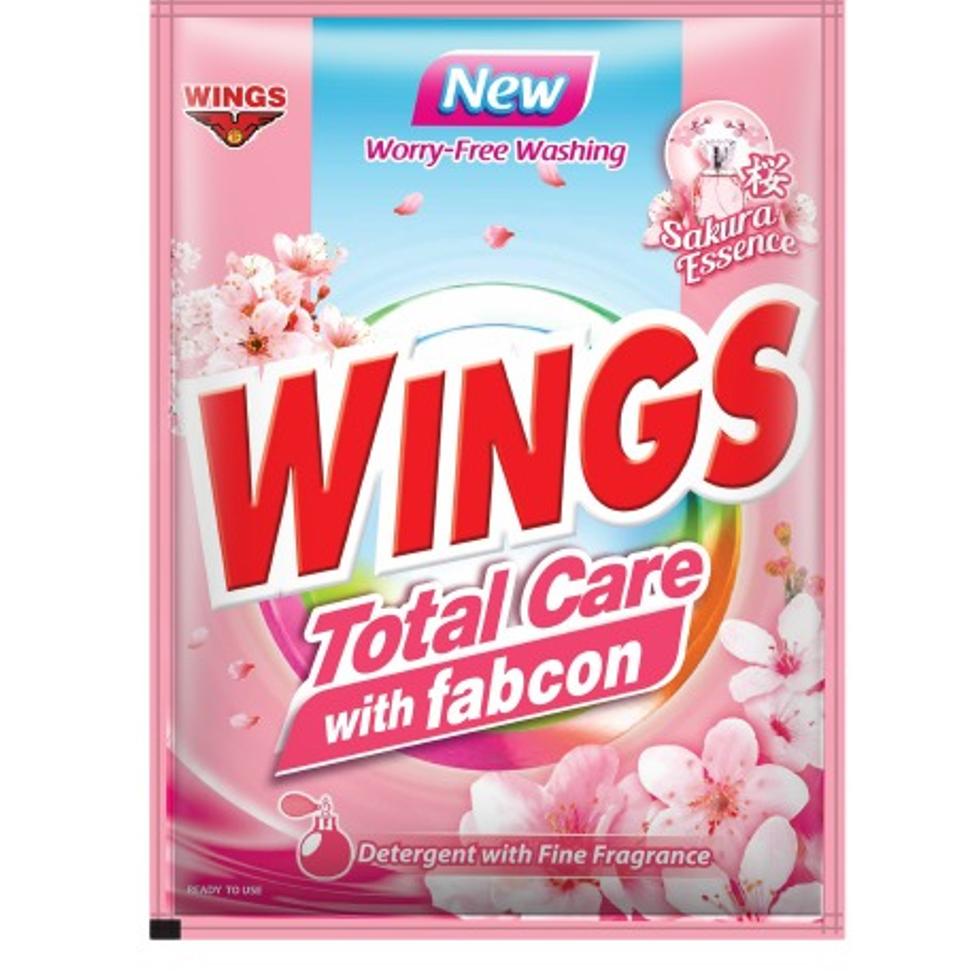 New
WINGS
Worry-Free Washing
桜
Sakura
Essence
WINGS
Total Care
with fabcon
Detergent with Fine Fragrance
READY TO USE